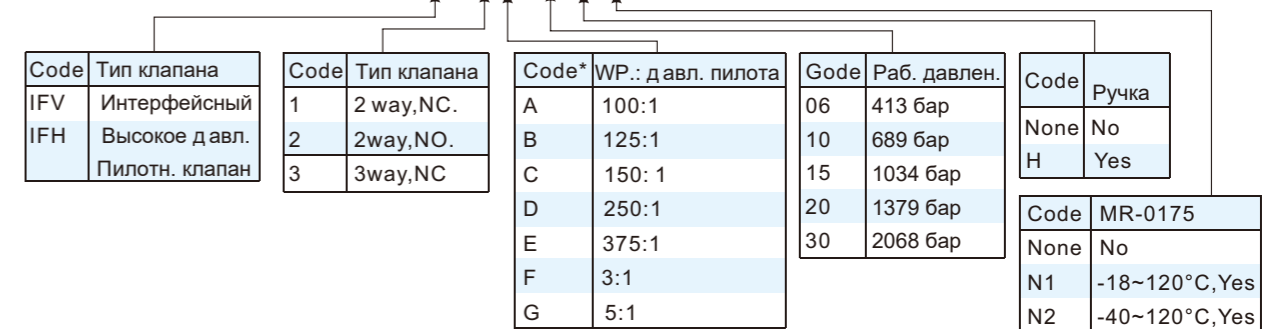 Code Тип клапана
IFV Интерфейсный
IFH Высокое давл.
Пилотн. клапан
Code Тип клапана
1 2 way,NC.
2 2way,NO.
3 3way,NC
Code* WP.: давл. пилота
A 100:1
B 125:1
C 150: 1
D 250:1
E 375:1
F 3:1
G 5:1
Gode Раб. давлен.
06 413 бар
10 689 бар
15 1034 бар
20 1379 бар
30 2068 бар
Code Ручка
None No
H Yes
Code MR-0175
None No
N1 -18~120°C,Yes
N2 -40~120°C,Yes